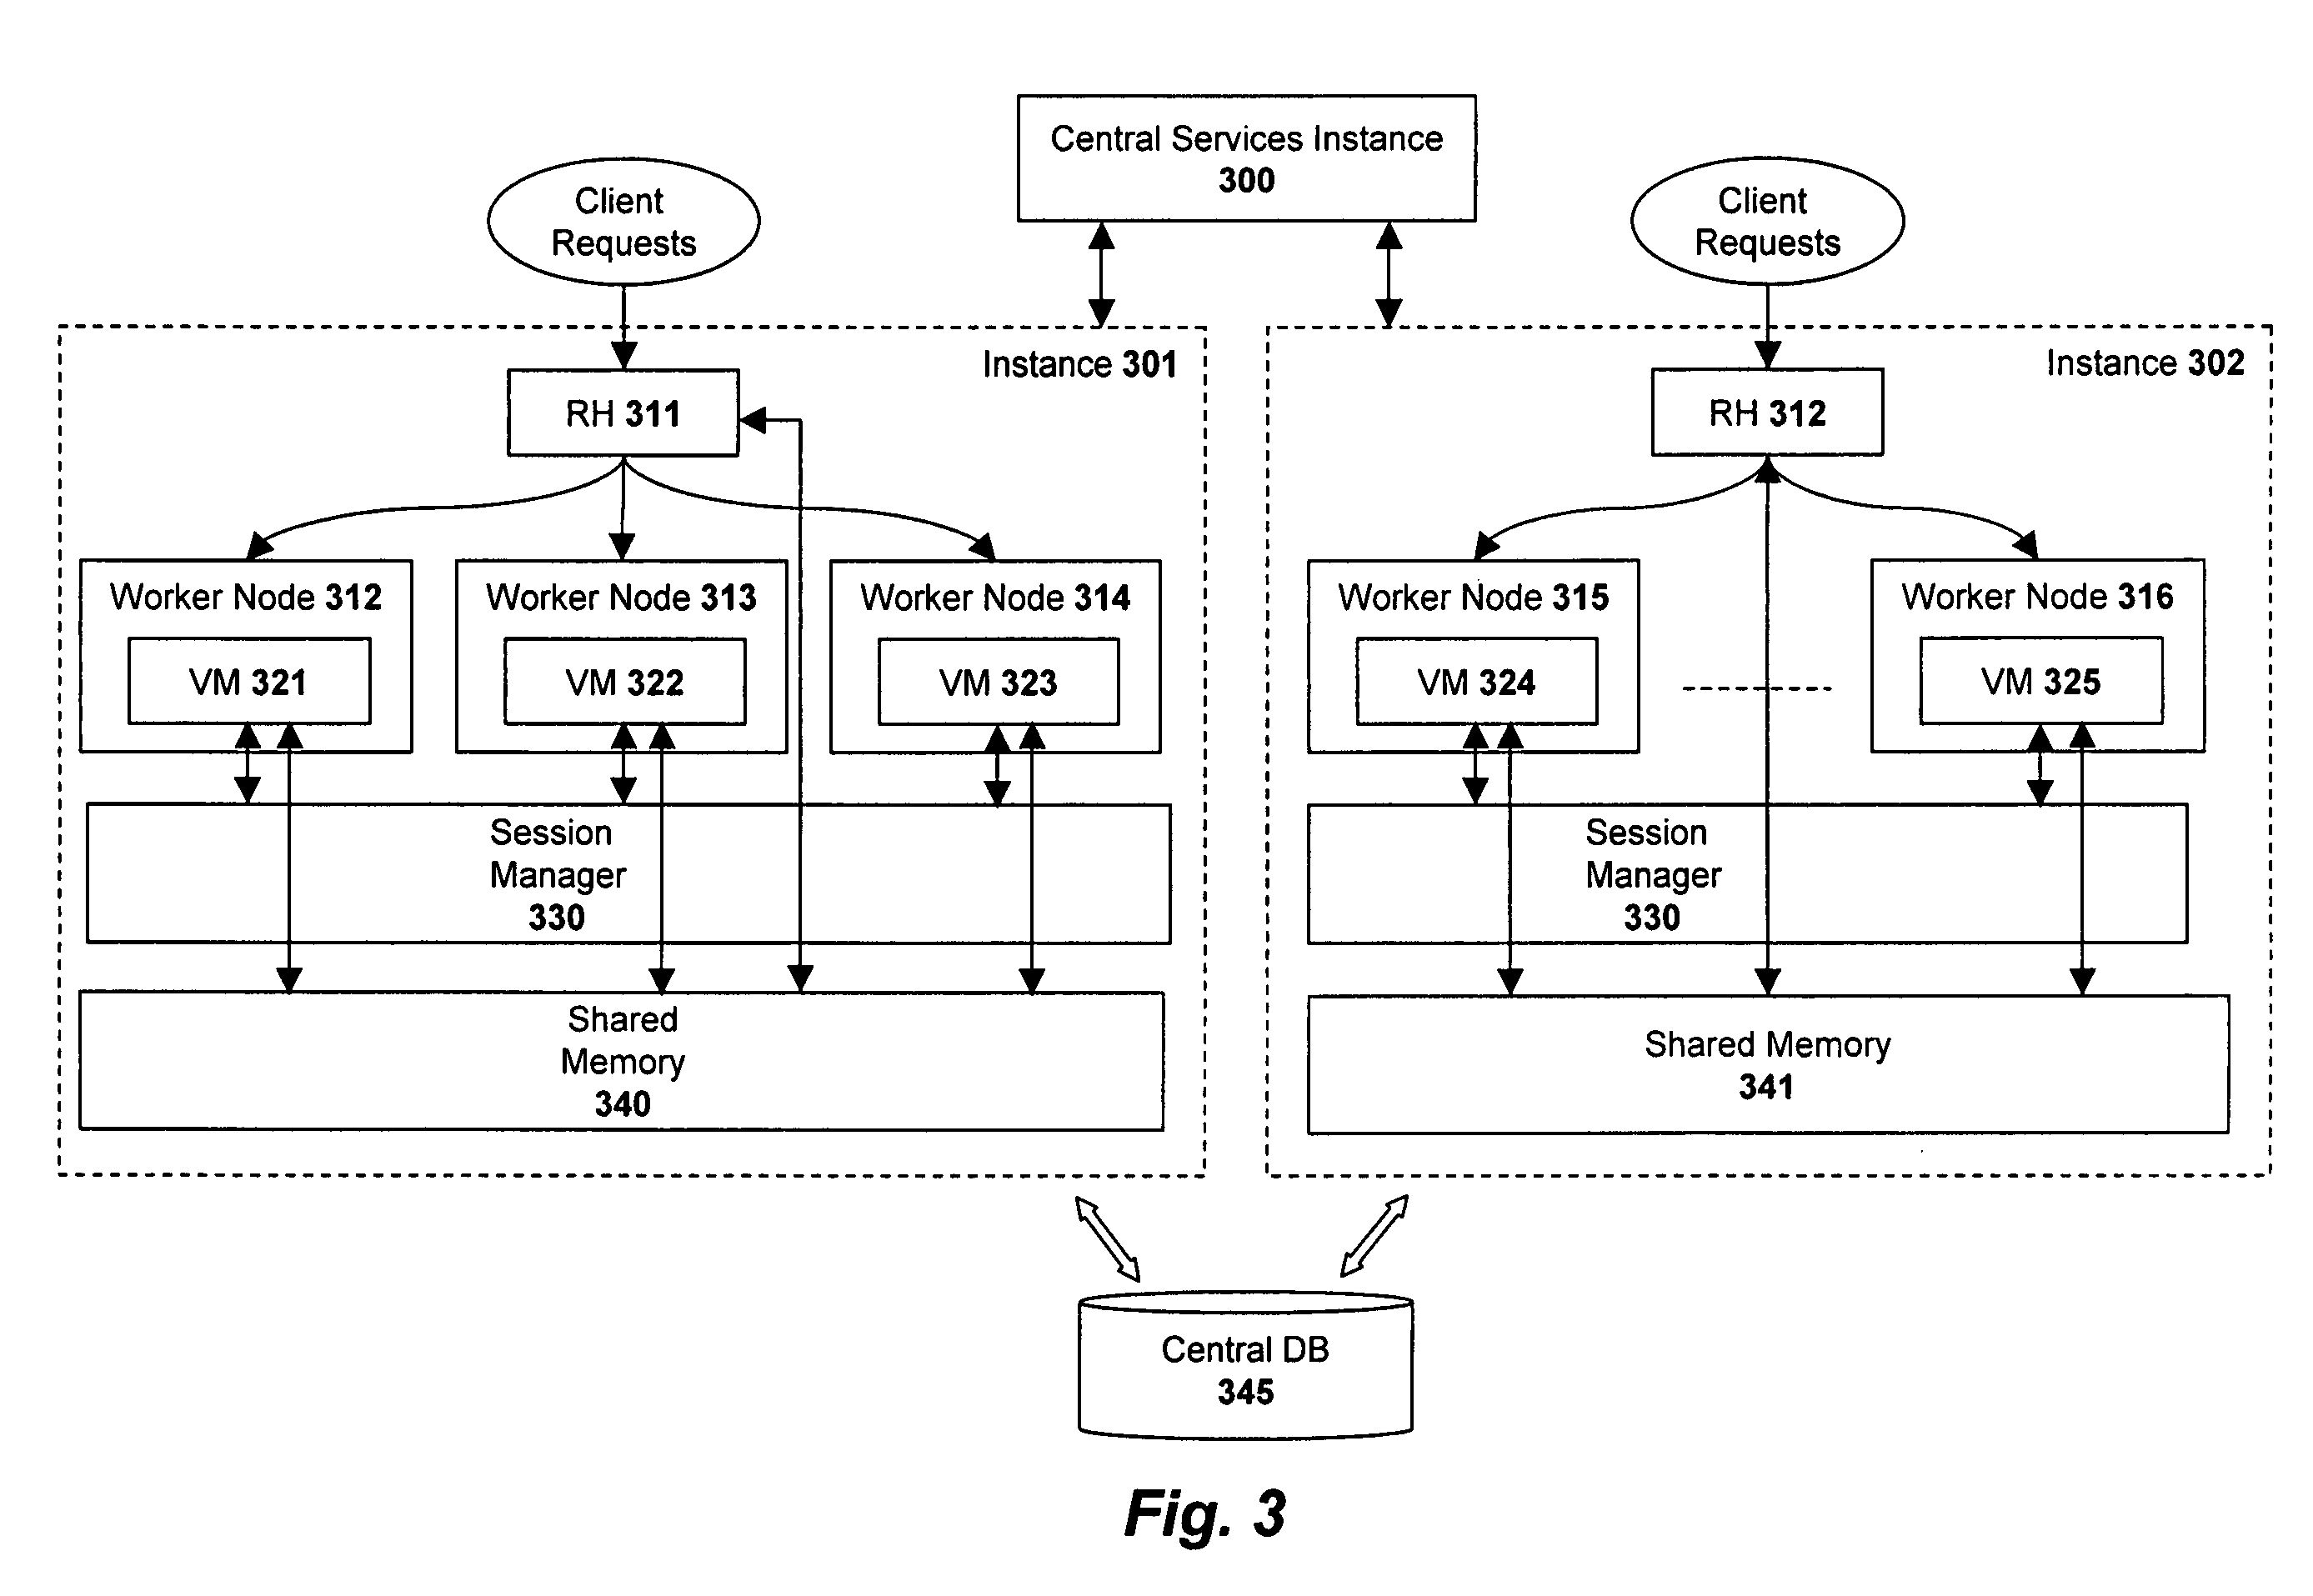 Central Services Instance
300
Client
Requests
Client
Requests
Instance 301
RH 311
Worker Node 312
VM 321
Worker Node 313
VM 322
Worker Node 314
VM 323
Session
Manager
330
Shared
Memory
340
Instance 302
RH 312
Worker Node 315
VM 324
Worker Node 316
VM 325
Session
Manager
330
Shared Memory
341
Central DB
345
Fig. 3